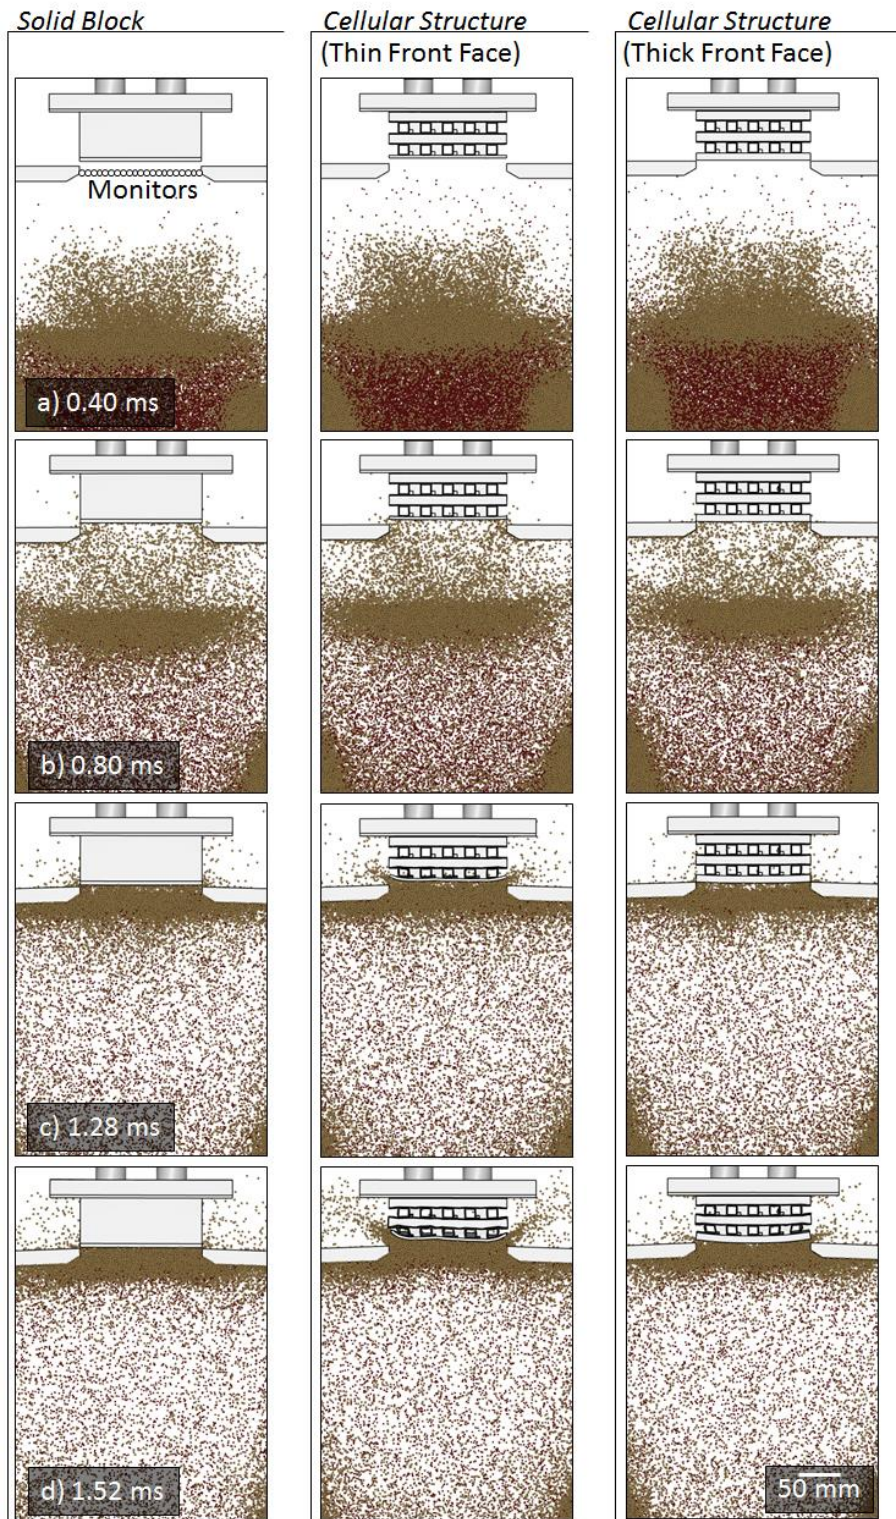 Solid Block
Cellular Structure
(Thin Front Face)
Cellular Structure
(Thick Front Face)
Monitors
a) 0.40 ms
b) 0.80 ms
c) 1.28 ms
d) 1.52 ms
50 mm